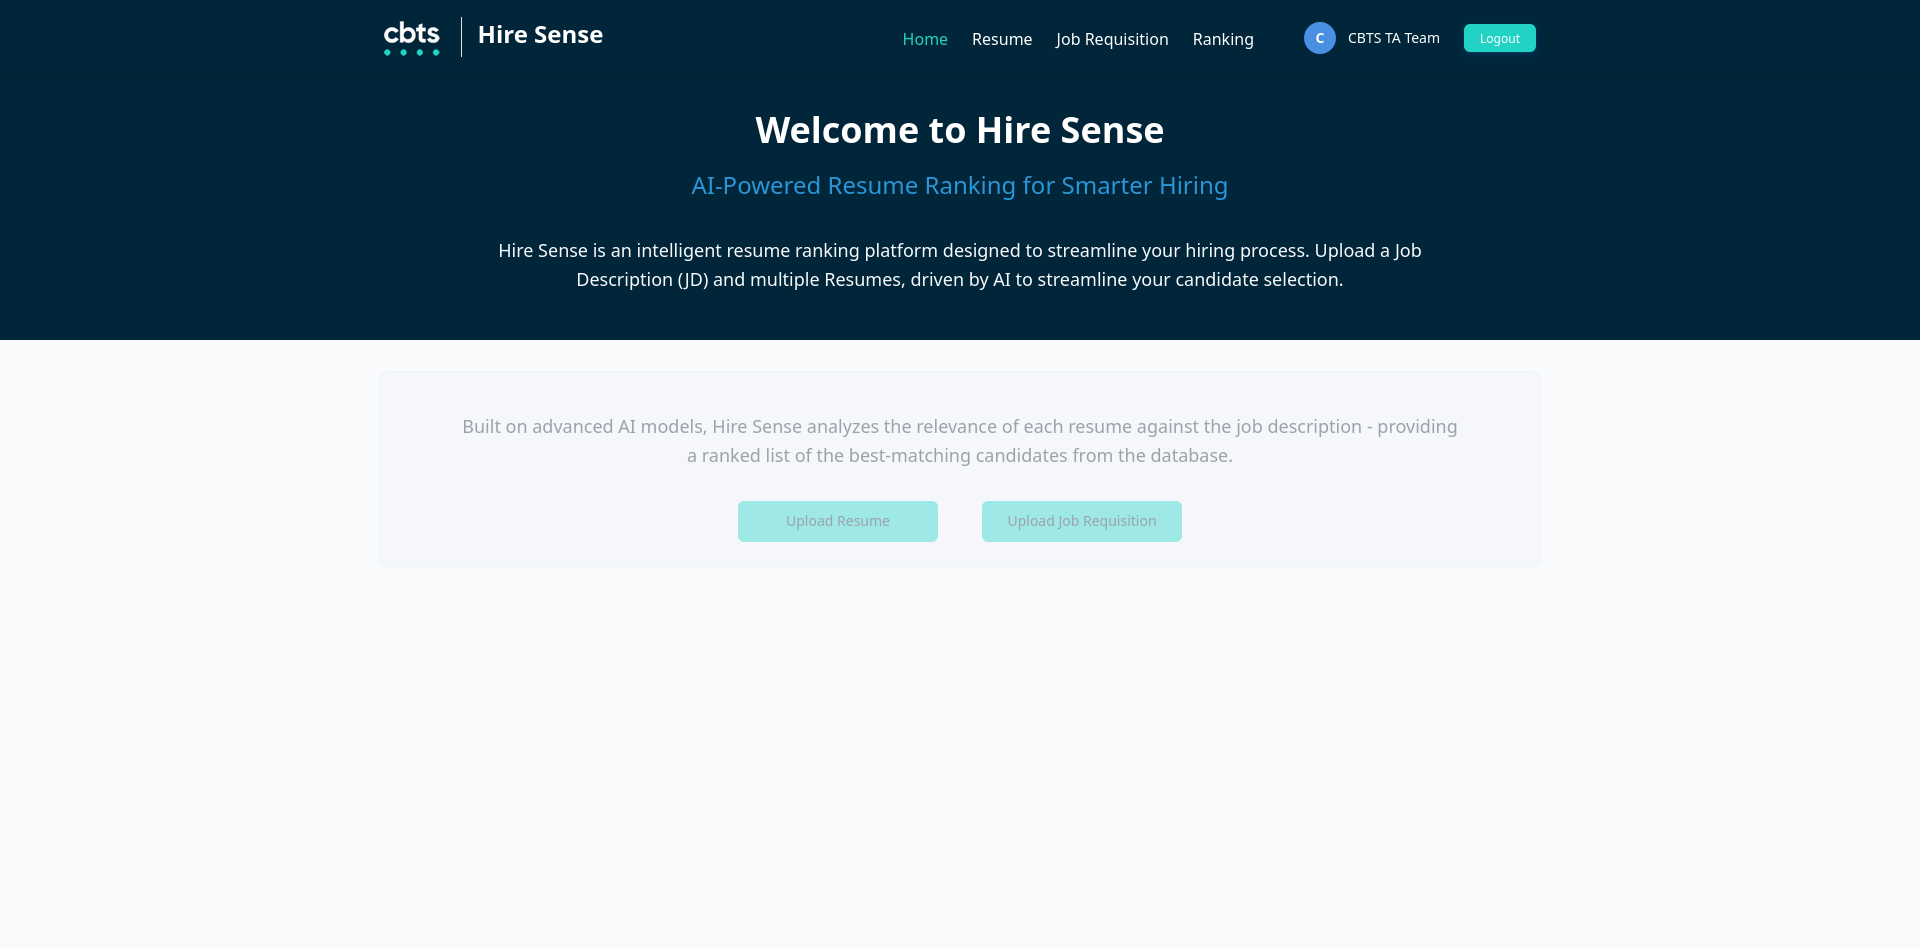 cbts
Hire Sense
Home
Resume
Job Requisition
Ranking
C
CBTS TA Team
Logout
Welcome to Hire Sense
AI-Powered Resume Ranking for Smarter Hiring
Hire Sense is an intelligent resume ranking platform designed to streamline your hiring process. Upload a Job
Description (JD) and multiple Resumes, driven by AI to streamline your candidate selection.
Built on advanced AI models, Hire Sense analyzes the relevance of each resume against the job description - providing
a ranked list of the best-matching candidates from the database.
Upload Resume
Upload Job Requisition